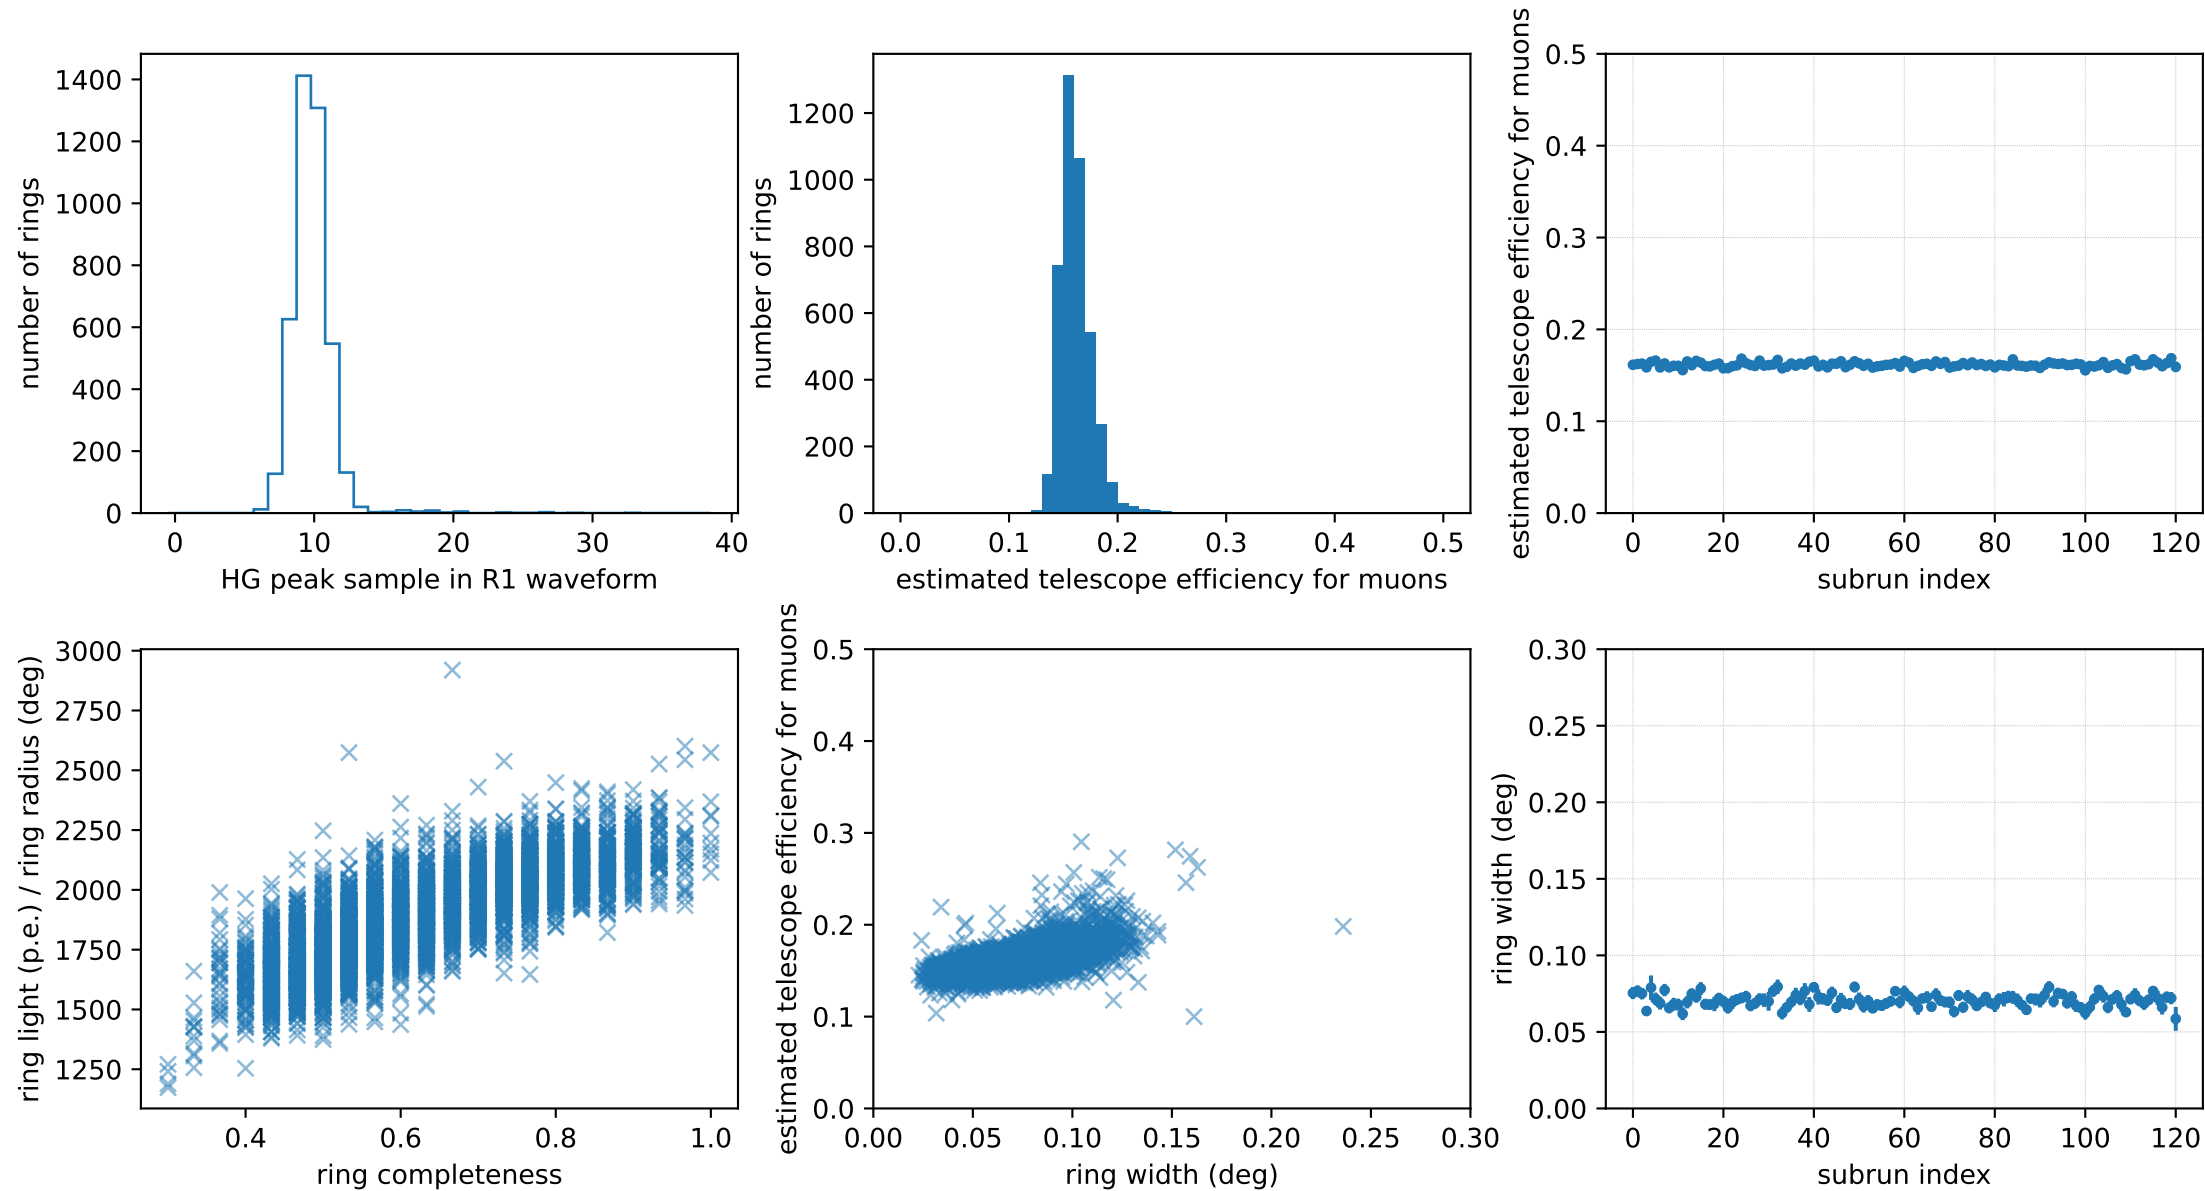 1400
1200
1000
800
600
400
200
0
number of rings
0 10 20 30 40
HG peak sample in R1 waveform
1200
1000
800
600
400
200
0
number of rings
0.0 0.1 0.2 0.3 0.4 0.5
estimated telescope efficiency for muons
0.5
0.4
0.3
0.2
0.1
0.0
estimated telescope efficiency for muons
0 20 40 60 80 100 120
subrun index
3000
2750
2500
2250
2000
1750
1500
1250
ring light (p.e.) / ring radius (deg)
0.4 0.6 0.8 1.0
ring completeness
0.5
0.4
0.3
0.2
0.1
0.0
estimated telescope efficiency for muons
0.00 0.05 0.10 0.15 0.20 0.25 0.30
ring width (deg)
0.30
0.25
0.20
0.15
0.10
0.05
0.00
ring width (deg)
0 20 40 60 80 100 120
subrun index